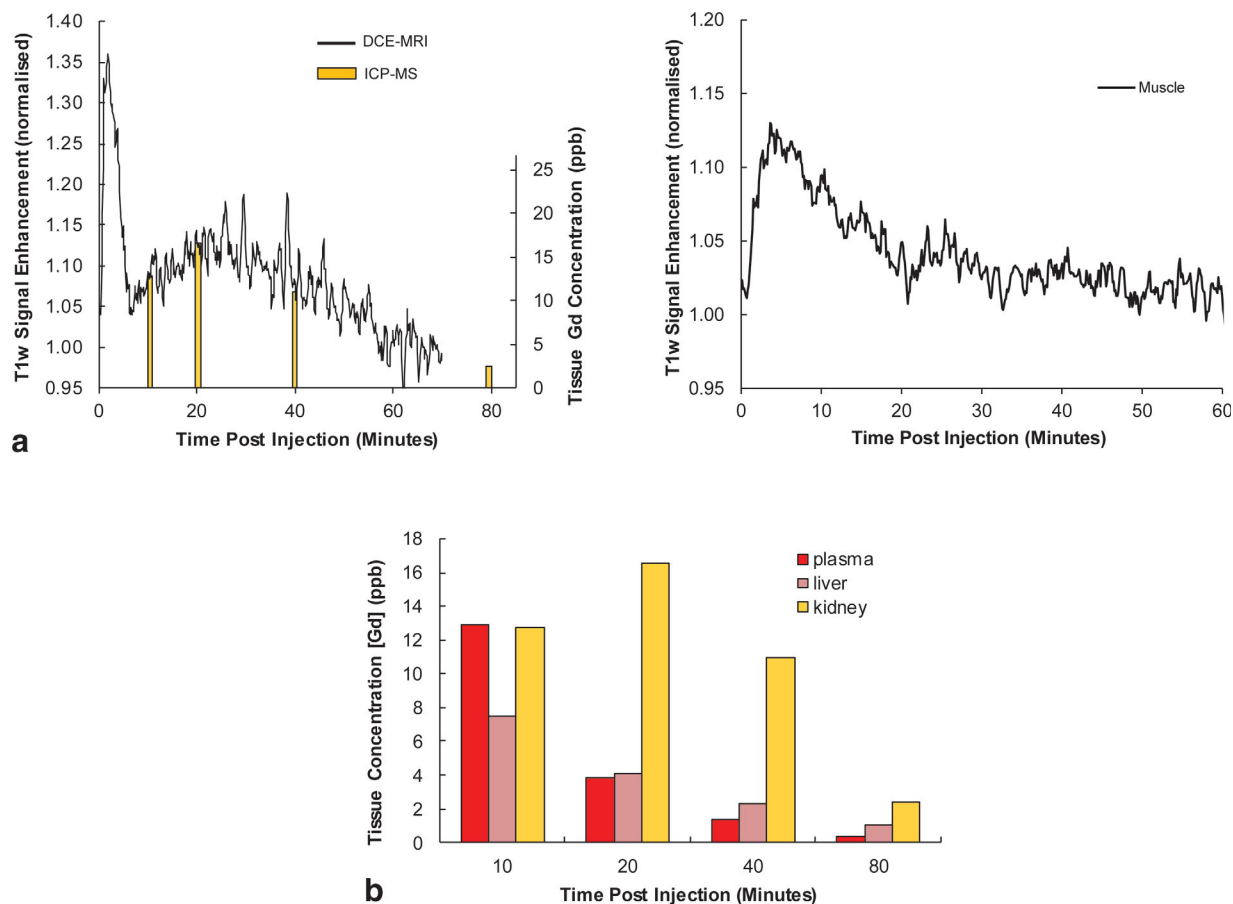 T1w Signal Enhancement (normalised)
1.40
1.35
1.30
1.25
1.20
1.15
1.10
1.05
1.00
0.95
DCE-MRI
ICP-MS
25
20
15
10
5
0
Tissue Gd Concentration (ppb)
0 20 40 60 80
Time Post Injection (Minutes)
a
T1w Signal Enhancement (normalised)
1.20
1.15
1.10
1.05
1.00
0.95
Muscle
0 10 20 30 40 50 60
Time Post Injection (Minutes)
Tissue Concentration [Gd] (ppb)
18
16
14
12
10
8
6
4
2
0
plasma
liver
kidney
10 20 40 80
Time Post Injection (Minutes)
b